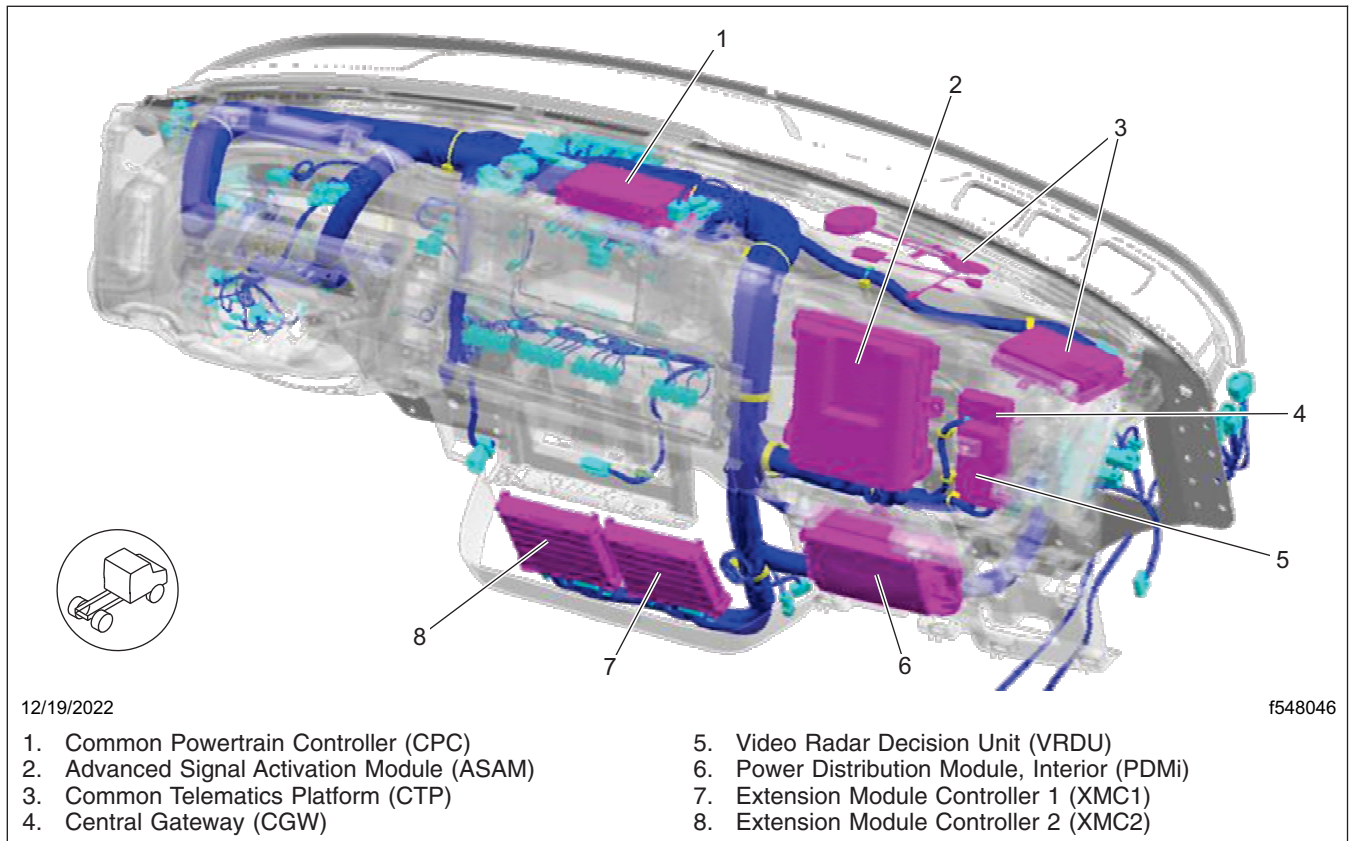 1
2
3
4
5
6
7
8
12/19/2022
f548046
1. Common Powertrain Controller (CPC)
2. Advanced Signal Activation Module (ASAM)
3. Common Telematics Platform (CTP)
4. Central Gateway (CGW)
5. Video Radar Decision Unit (VRDU)
6. Power Distribution Module, Interior (PDMi)
7. Extension Module Controller 1 (XMC1)
8. Extension Module Controller 2 (XMC2)